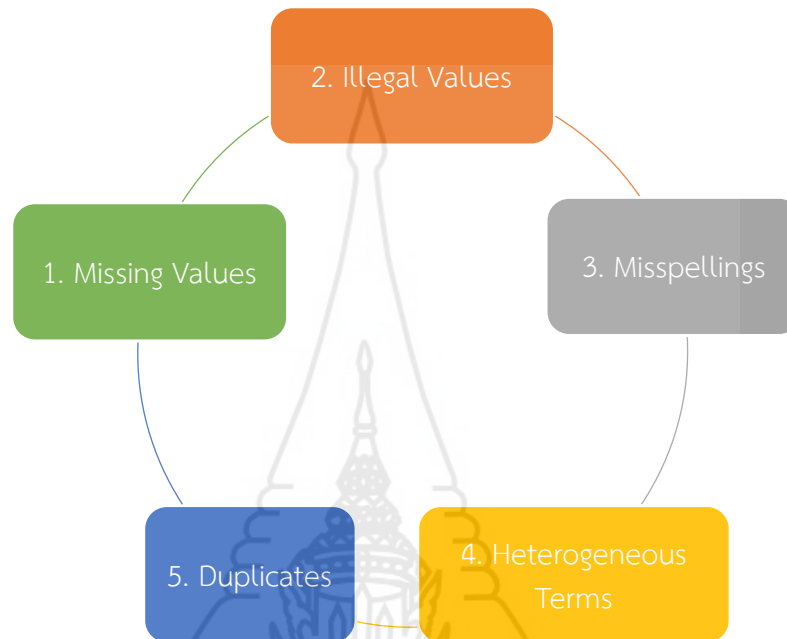 1. Missing Values
2. Illegal Values
3. Misspellings
4. Heterogeneous
Terms
5. Duplicates